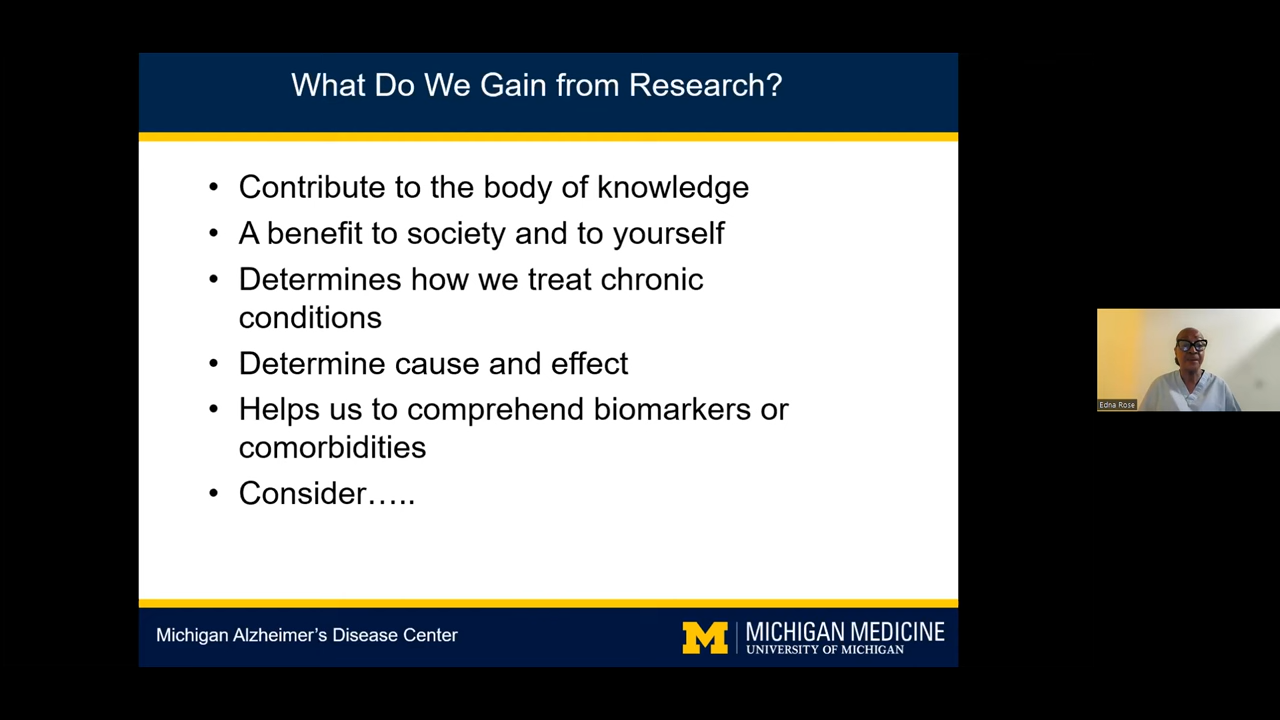 What Do We Gain from Research?
• Contribute to the body of knowledge
• A benefit to society and to yourself
• Determines how we treat chronic
conditions
• Determine cause and effect
• Helps us to comprehend biomarkers or
comorbidities
• Consider…..
Edna Rose
Michigan Alzheimer’s Disease Center
M
MICHIGAN MEDICINE
UNIVERSITY OF MICHIGAN